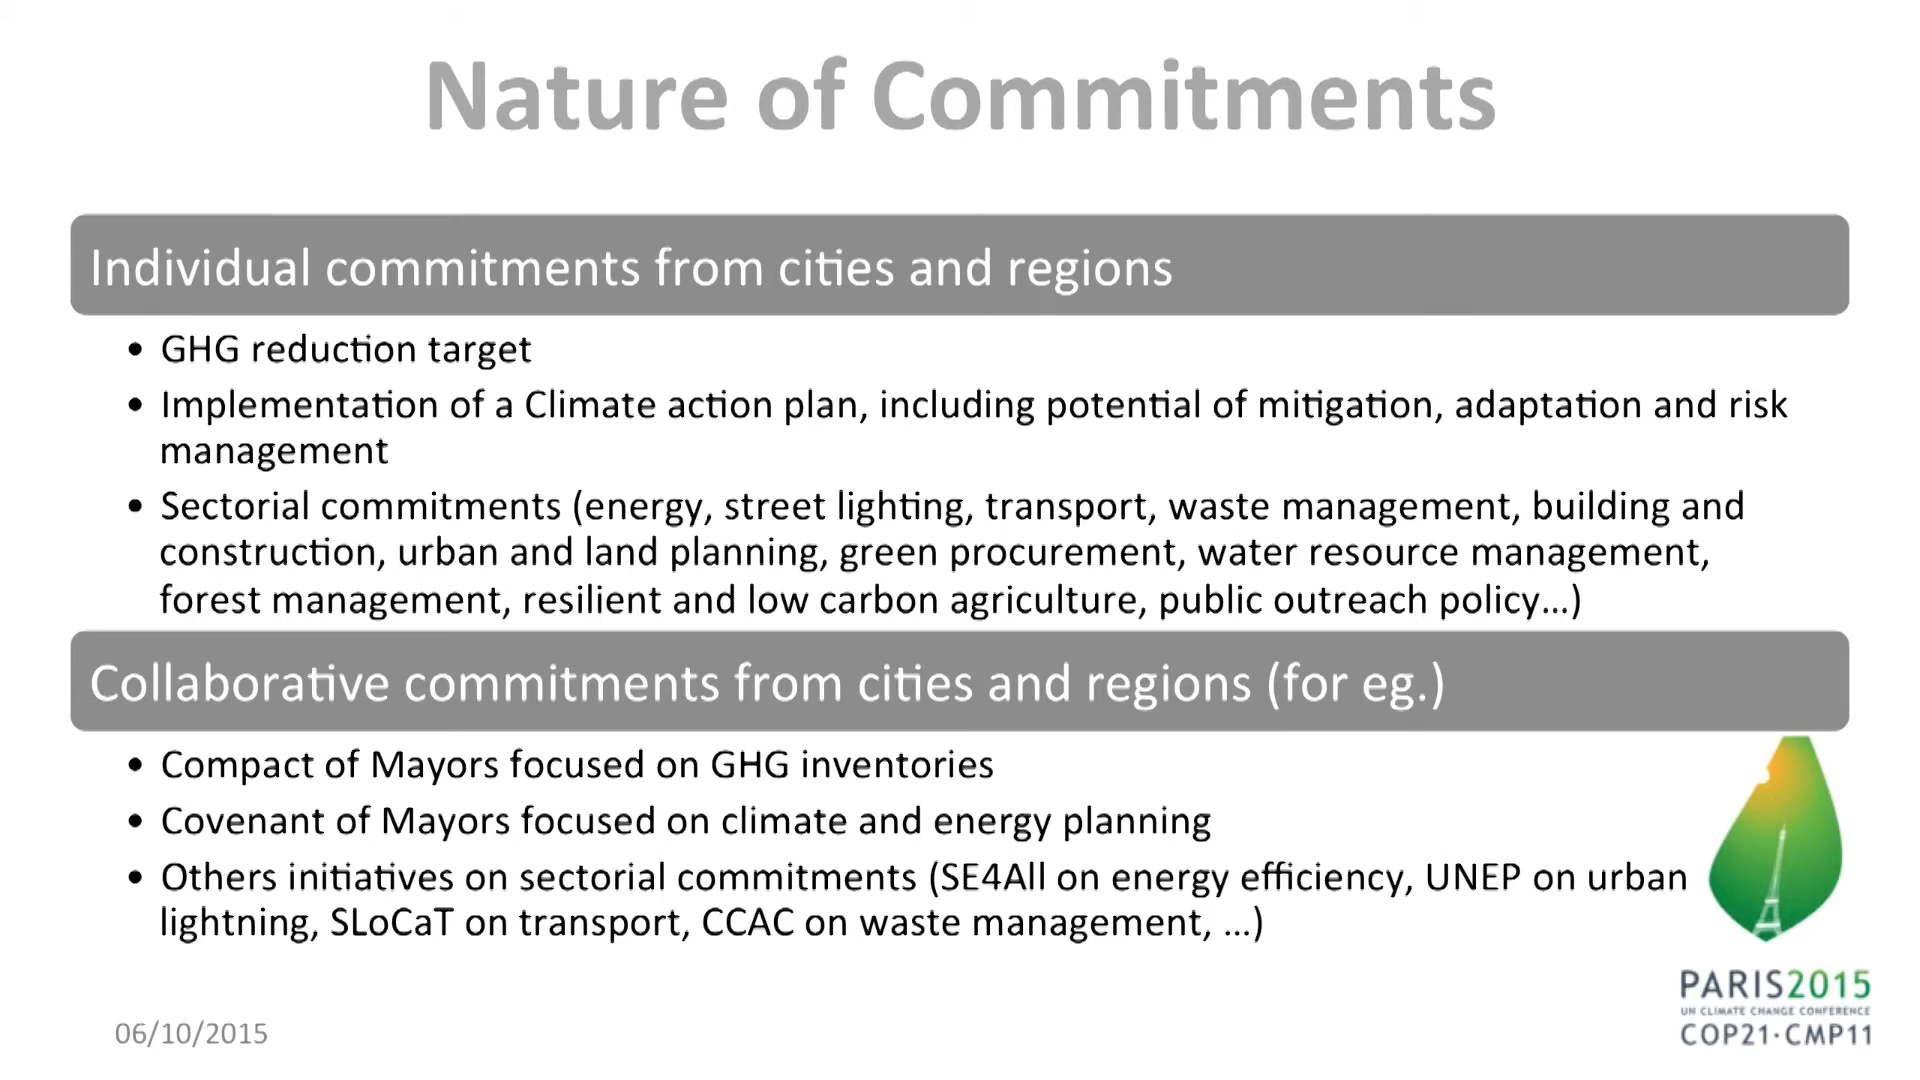 Nature of Commitments
Individual commitments from cities and regions
• GHG reduction target
• Implementation of a Climate action plan, including potential of mitigation, adaptation and risk
management
• Sectorial commitments (energy, street lighting, transport, waste management, building and
construction, urban and land planning, green procurement, water resource management,
forest management, resilient and low carbon agriculture, public outreach policy…)
Collaborative commitments from cities and regions (for eg.)
• Compact of Mayors focused on GHG inventories
• Covenant of Mayors focused on climate and energy planning
• Others initiatives on sectorial commitments (SE4All on energy efficiency, UNEP on urban
lightning, SLoCaT on transport, CCAC on waste management, …)
PARIS2015
UN CLIMATE CHANGE CONFERENCE
COP21·CMP11
06/10/2015